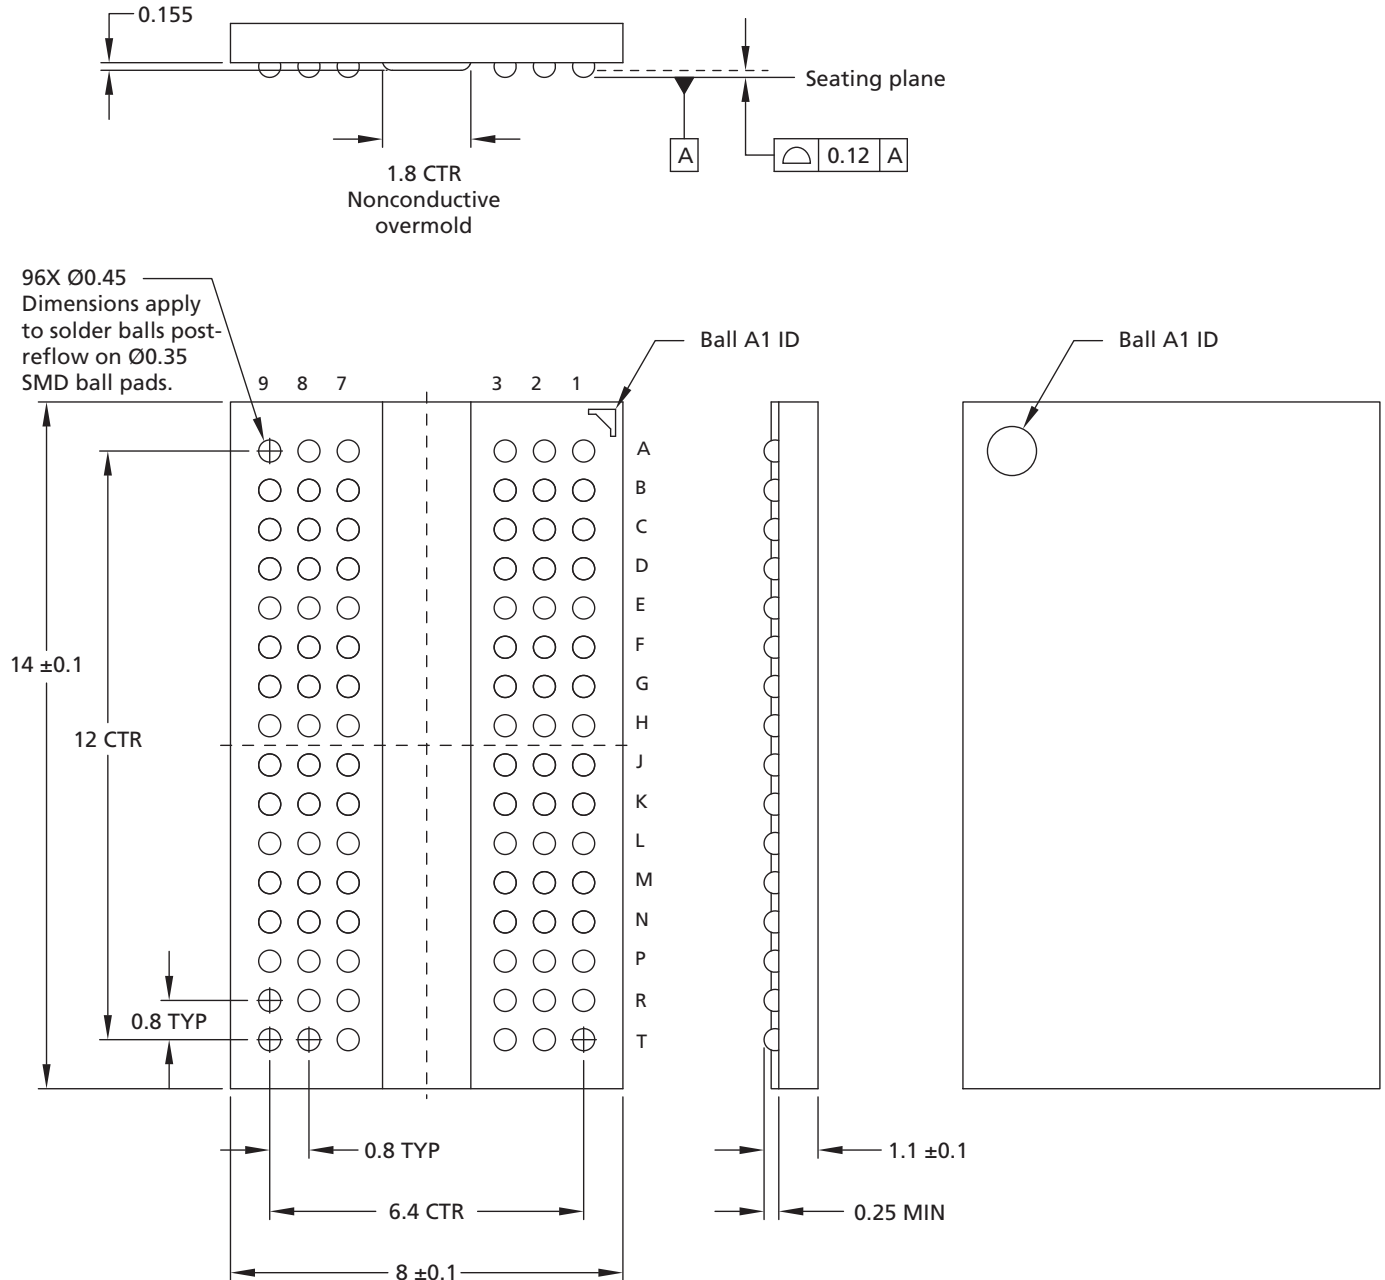 0.155
Seating plane
A
0.12 A
1.8 CTR
Nonconductive
overmold
96X Ø0.45
Dimensions apply
to solder balls post-
reflow on Ø0.35
SMD ball pads.
Ball A1 ID
Ball A1 ID
9 8 7 3 2 1
A
B
C
D
E
F
G
H
J
K
L
M
N
P
R
T
14 ±0.1
12 CTR
0.8 TYP
0.8 TYP
1.1 ±0.1
6.4 CTR
0.25 MIN
8 ±0.1